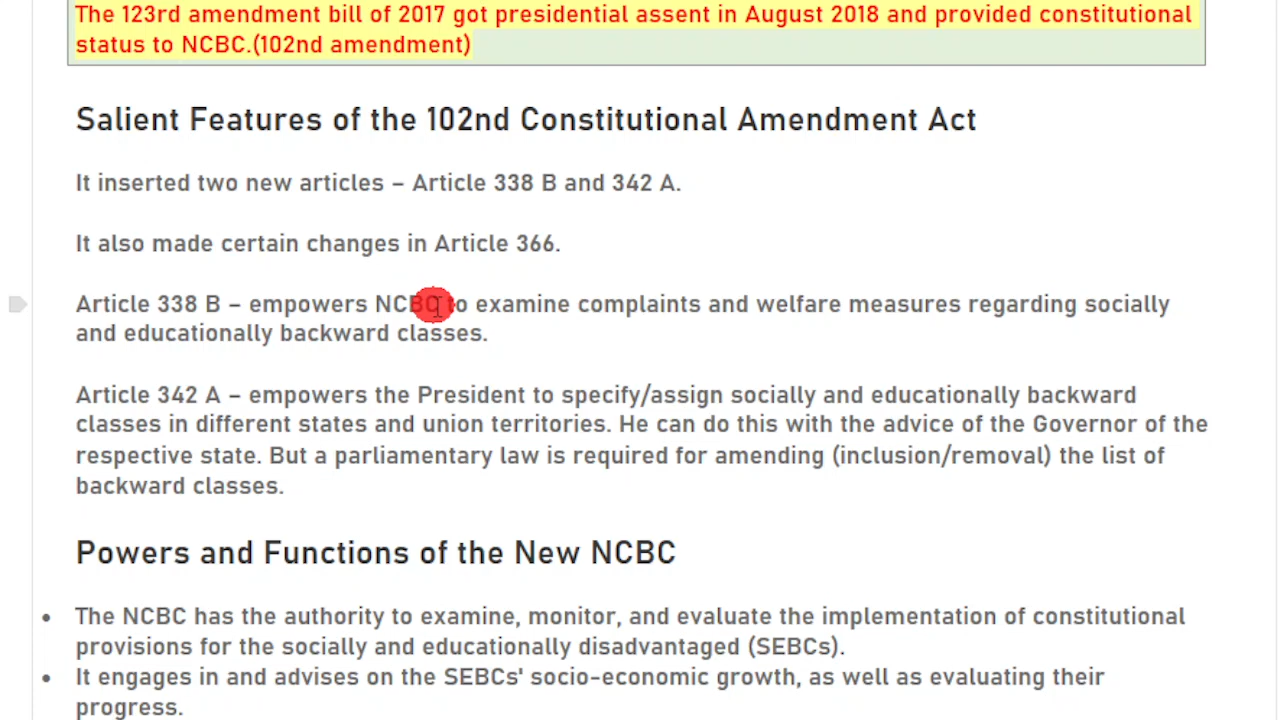 The 123rd amendment bill of 2017 got presidential assent in August 2018 and provided constitutional
status to NCBC.(102nd amendment)
Salient Features of the 102nd Constitutional Amendment Act
It inserted two new articles – Article 338 B and 342 A.
It also made certain changes in Article 366.
Article 338 B – empowers NCBC to examine complaints and welfare measures regarding socially
and educationally backward classes.
Article 342 A – empowers the President to specify/assign socially and educationally backward
classes in different states and union territories. He can do this with the advice of the Governor of the
respective state. But a parliamentary law is required for amending (inclusion/removal) the list of
backward classes.
Powers and Functions of the New NCBC
• The NCBC has the authority to examine, monitor, and evaluate the implementation of constitutional
provisions for the socially and educationally disadvantaged (SEBCs).
• It engages in and advises on the SEBCs' socio-economic growth, as well as evaluating their
progress.